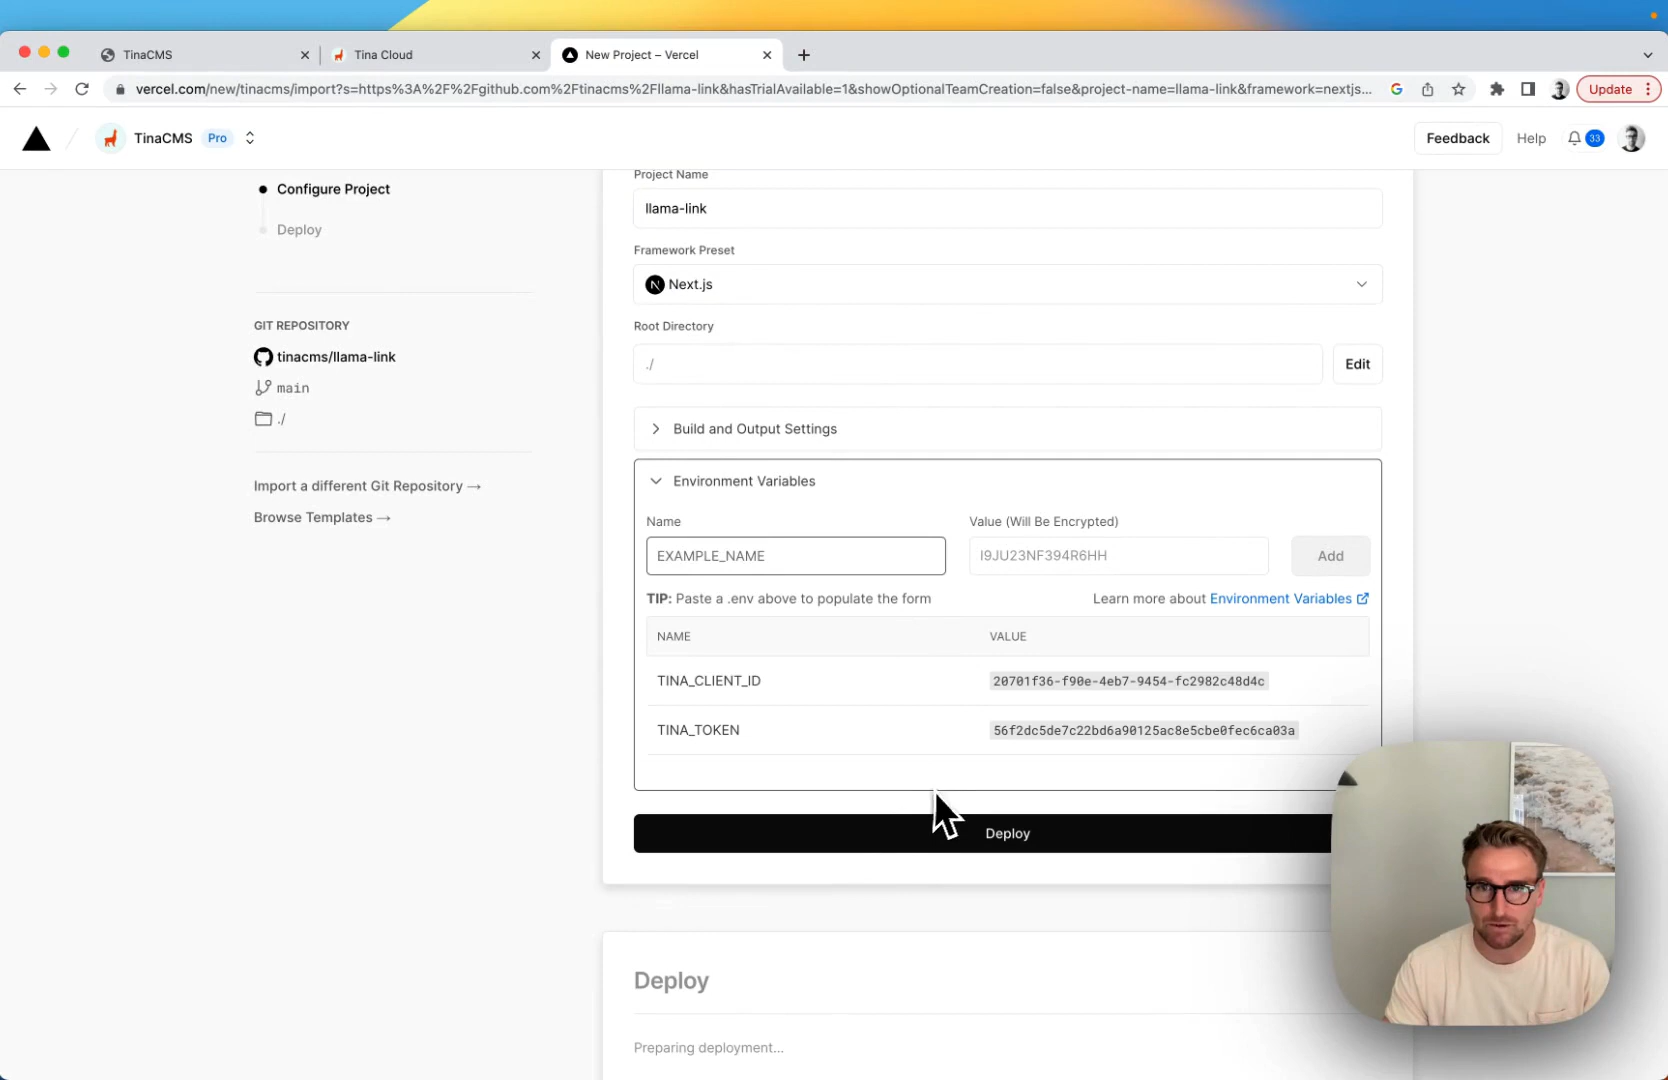 TinaCMS
Tina Cloud
New Project – Vercel
vercel.com/new/tinacms/import?s=https%3A%2F%2Fgithub.com%2Ftinacms%2Fllama-link&hasTrialAvailable=1&showOptionalTeamCreation=false&project-name=llama-link&framework=nextjs...
Update
TinaCMS Pro
Feedback Help 33
Configure Project
Deploy
GIT REPOSITORY
tinacms/llama-link
main
./
Import a different Git Repository →
Browse Templates →
Project Name
llama-link
Framework Preset
N Next.js
Root Directory
./
Edit
Build and Output Settings
Environment Variables
Name Value (Will Be Encrypted)
EXAMPLE_NAME I9JU23NF394R6HH Add
TIP: Paste a .env above to populate the form Learn more about Environment Variables
NAME VALUE
TINA_CLIENT_ID 20701f36-f90e-4eb7-9454-fc2982c48d4c
TINA_TOKEN 56f2dc5de7c22bd6a90125ac8e5cbe0fec6ca03a
Deploy
Deploy
Preparing deployment...